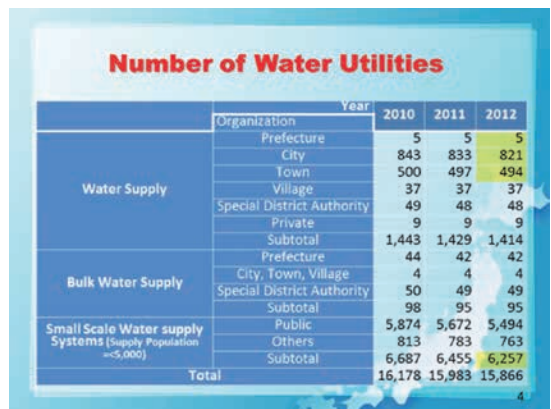 Number of Water Utilities
Year
Organization 2010 2011 2012
Water Supply
Prefecture 5 5 5
City 843 833 821
Town 500 497 494
Village 37 37 37
Special District Authority 49 48 48
Private 9 9 9
Subtotal 1,443 1,429 1,414
Bulk Water Supply
Prefecture 44 42 42
City, Town, Village 4 4 4
Special District Authority 50 49 49
Subtotal 98 95 95
Small Scale Water supply
Systems (Supply Population
=<5,000)
Public 5,874 5,672 5,494
Others 813 783 763
Subtotal 6,687 6,455 6,257
Total 16,178 15,983 15,866
4